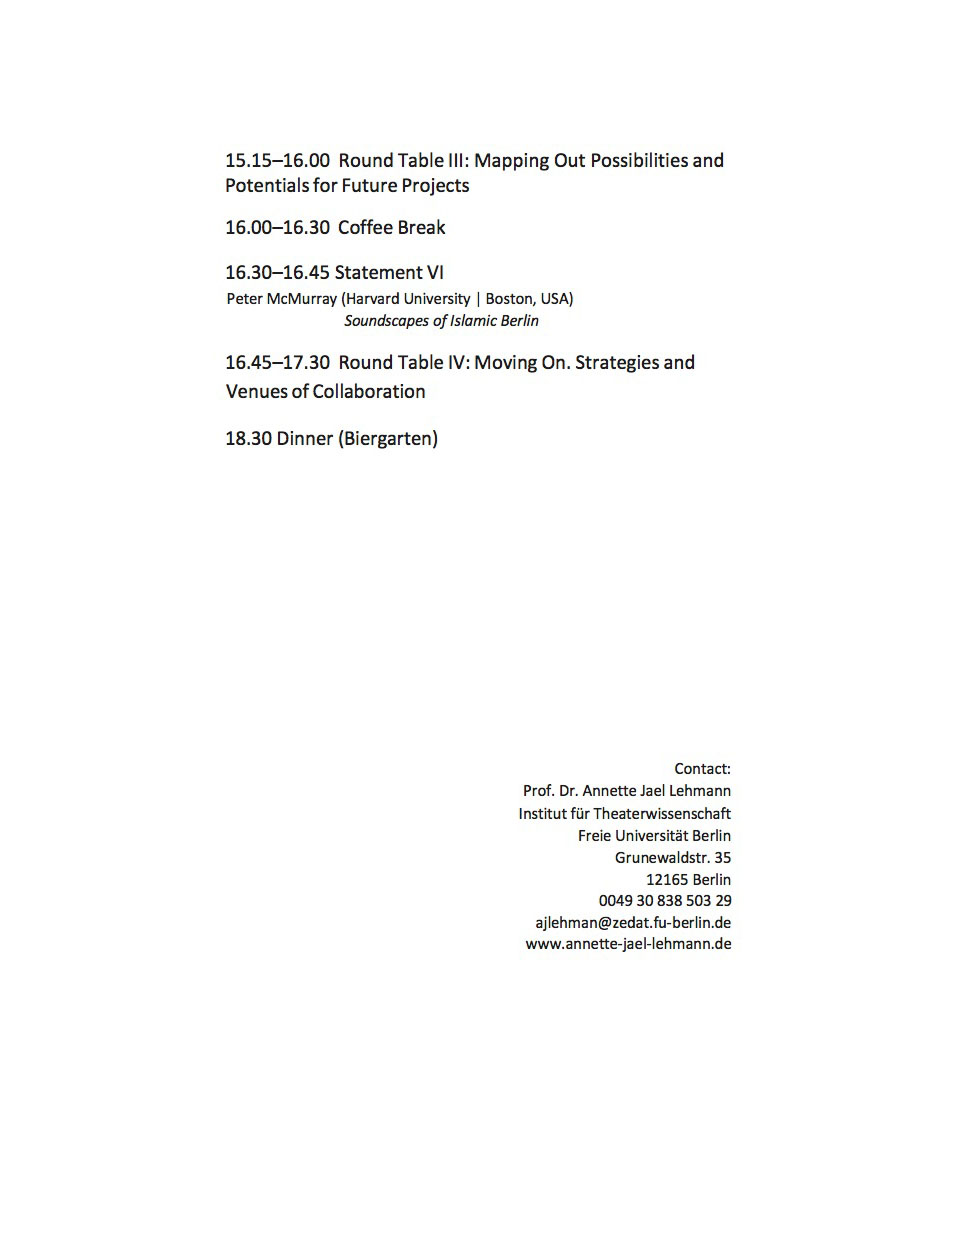 15.15–16.00 Round Table III: Mapping Out Possibilities and
Potentials for Future Projects
16.00–16.30 Coffee Break
16.30–16.45 Statement VI
Peter McMurray (Harvard University | Boston, USA)
Soundscapes of Islamic Berlin
16.45–17.30 Round Table IV: Moving On. Strategies and
Venues of Collaboration
18.30 Dinner (Biergarten)
Contact:
Prof. Dr. Annette Jael Lehmann
Institut für Theaterwissenschaft
Freie Universität Berlin
Grunewaldstr. 35
12165 Berlin
0049 30 838 503 29
ajlehman@zedat.fu-berlin.de
www.annette-jael-lehmann.de